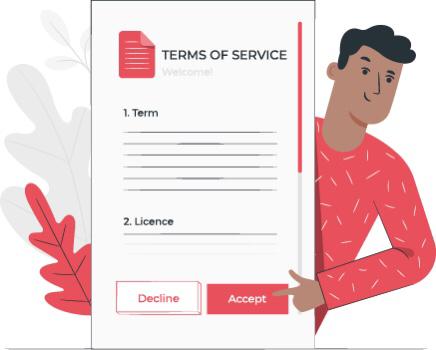 TERMS OF SERVICE
Welcome!
1. Term
2. Licence
Decline
Accept